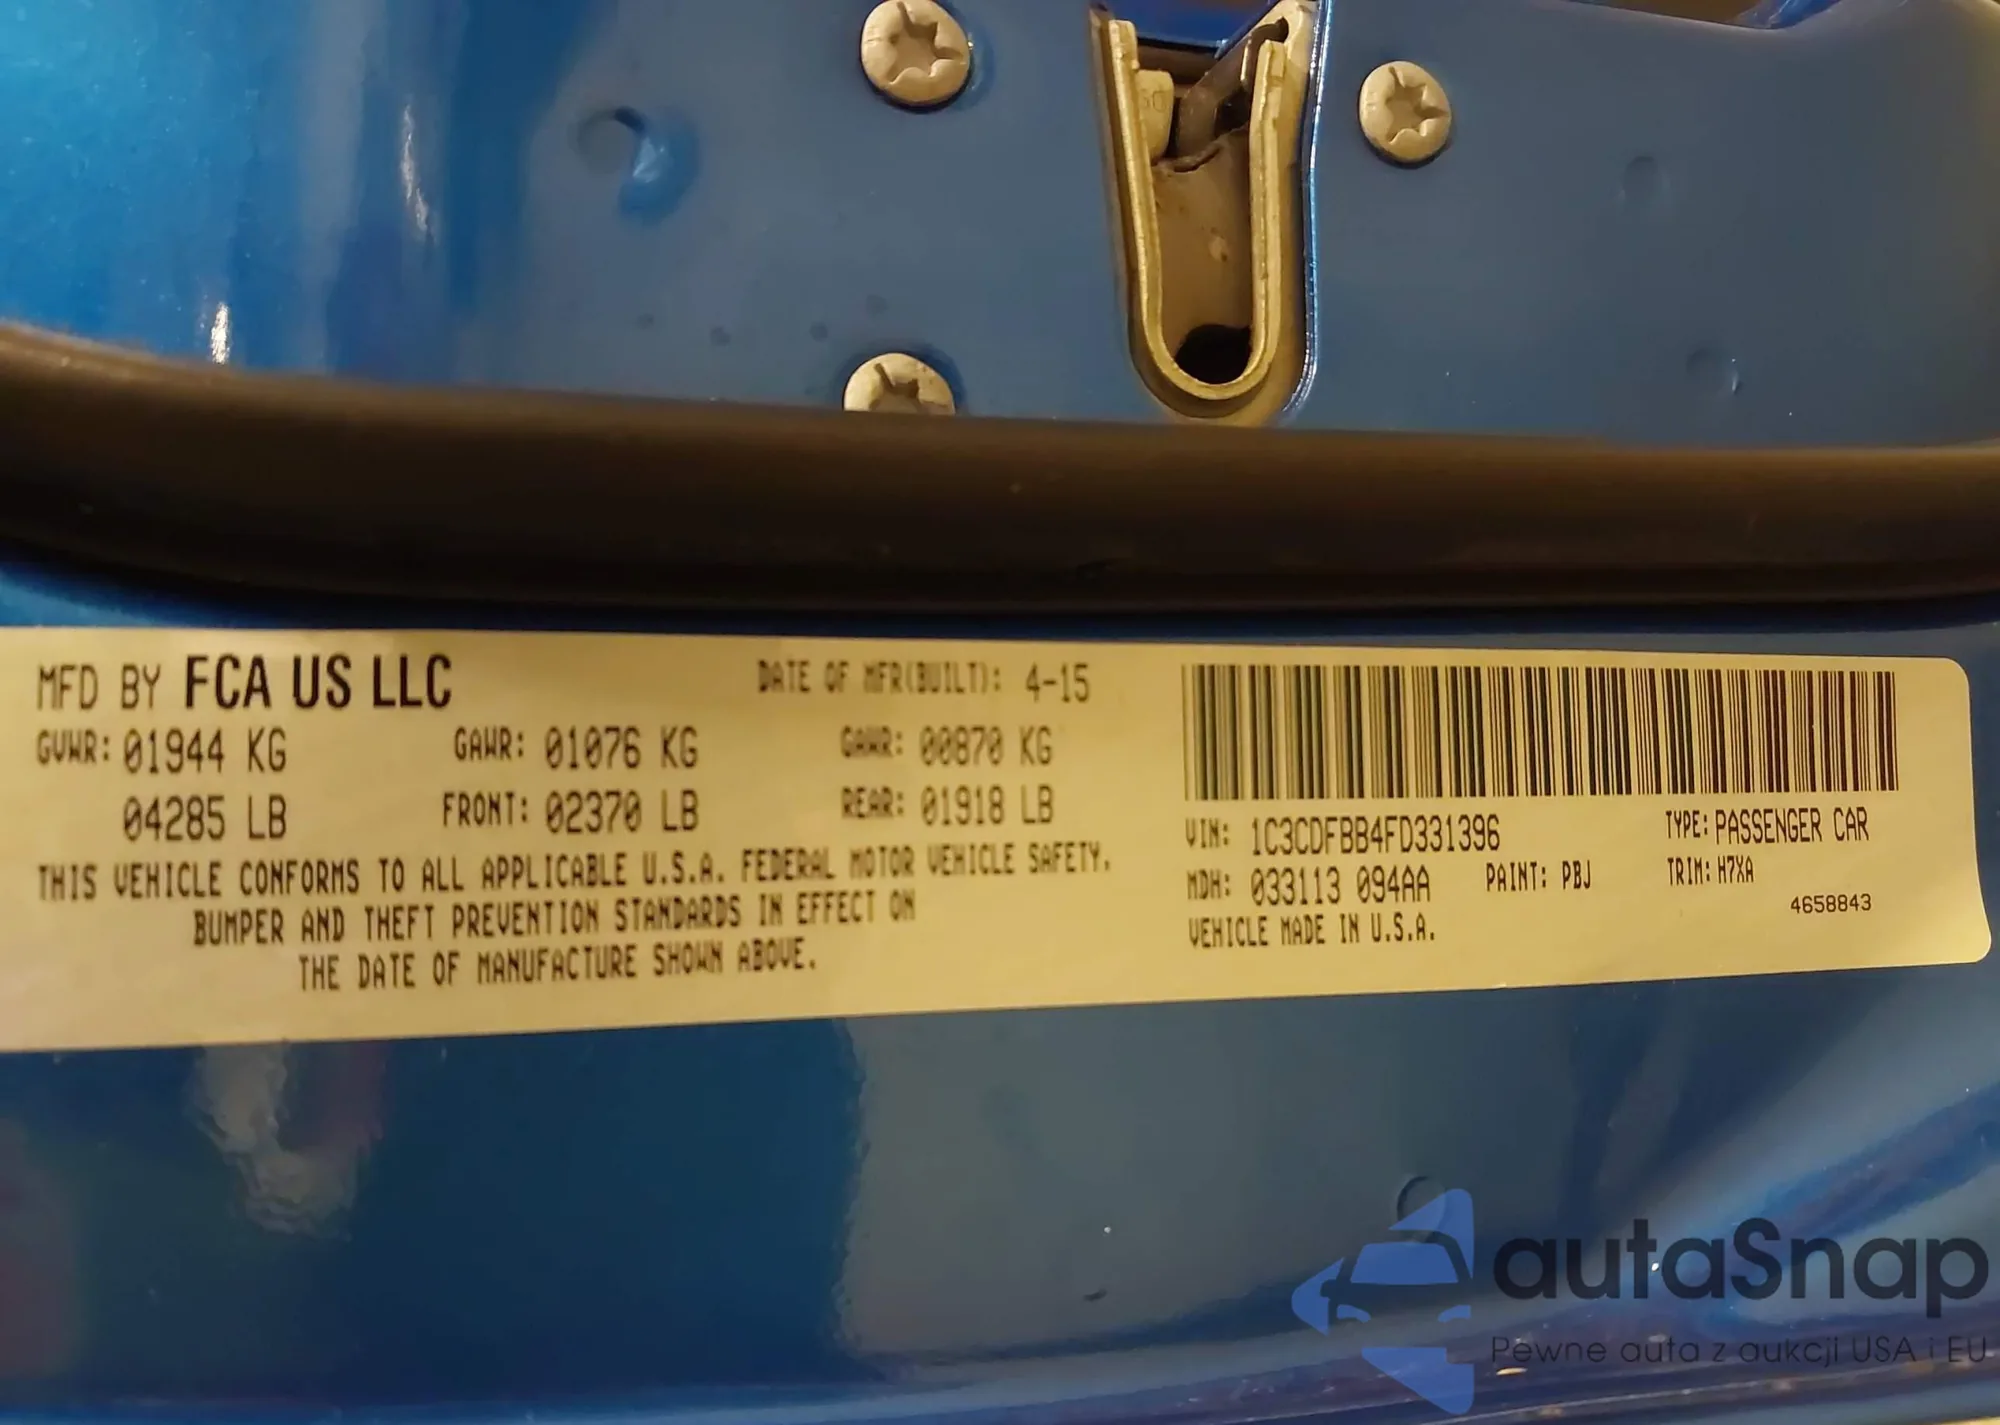 MFD BY FCA US LLC DATE OF MFR(BUILT): 4-15
GVWR: 01944 KG GAWR: 01076 KG GAWR: 00870 KG
04285 LB FRONT: 02370 LB REAR: 01918 LB
THIS VEHICLE CONFORMS TO ALL APPLICABLE U.S.A. FEDERAL MOTOR VEHICLE SAFETY,
BUMPER AND THEFT PREVENTION STANDARDS IN EFFECT ON
THE DATE OF MANUFACTURE SHOWN ABOVE.
VIN: 1C3CDFBB4FD331396 TYPE: PASSENGER CAR
MDH: 033113 094AA PAINT: PBJ TRIM: H7XA
VEHICLE MADE IN U.S.A. 4658843
autaSnap
Pewne auta z aukcji USA i EU